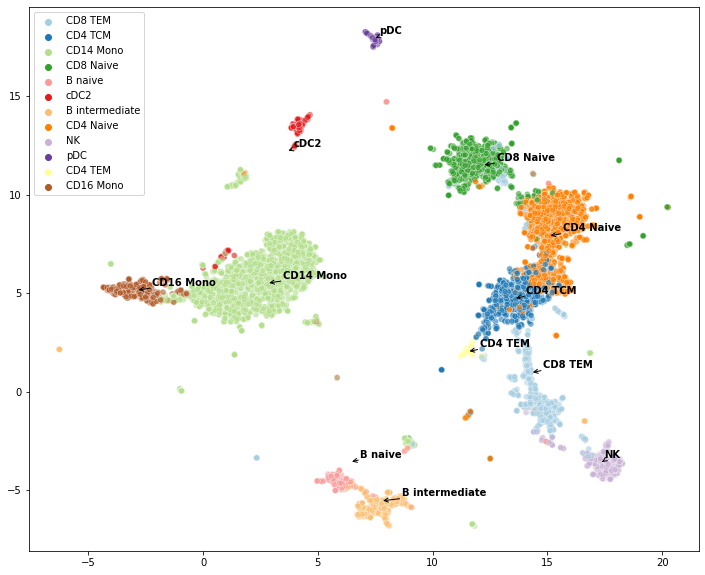 CD8 TEM
CD4 TCM
CD14 Mono
CD8 Naive
B naive
cDC2
B intermediate
CD4 Naive
NK
pDC
CD4 TEM
CD16 Mono
pDC
cDC2
CD8 Naive
CD4 Naive
CD14 Mono
CD16 Mono
CD4 TCM
CD4 TEM
CD8 TEM
B naive
NK
B intermediate
15
10
5
0
−5
−5 0 5 10 15 20